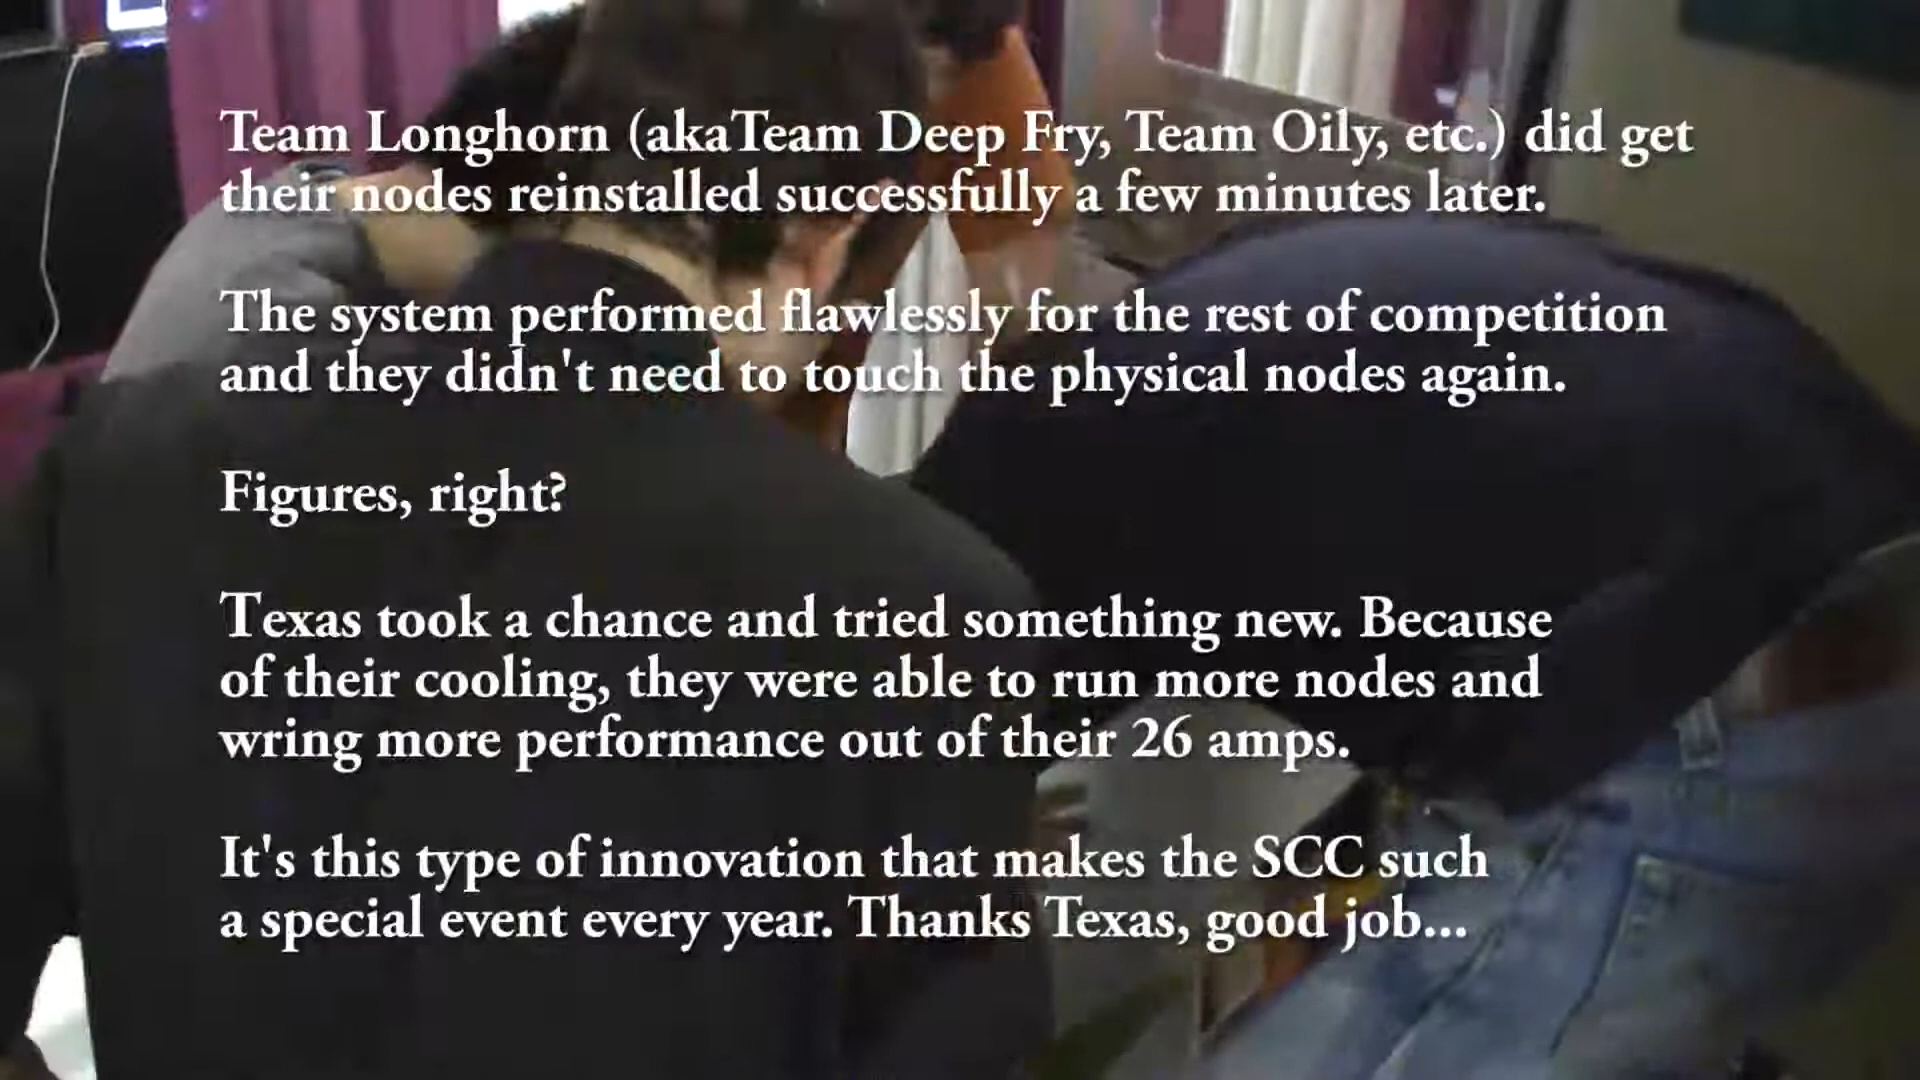 Team Longhorn (akaTeam Deep Fry, Team Oily, etc.) did get
their nodes reinstalled successfully a few minutes later.
The system performed flawlessly for the rest of competition
and they didn't need to touch the physical nodes again.
Figures, right?
Texas took a chance and tried something new. Because
of their cooling, they were able to run more nodes and
wring more performance out of their 26 amps.
It's this type of innovation that makes the SCC such
a special event every year. Thanks Texas, good job...